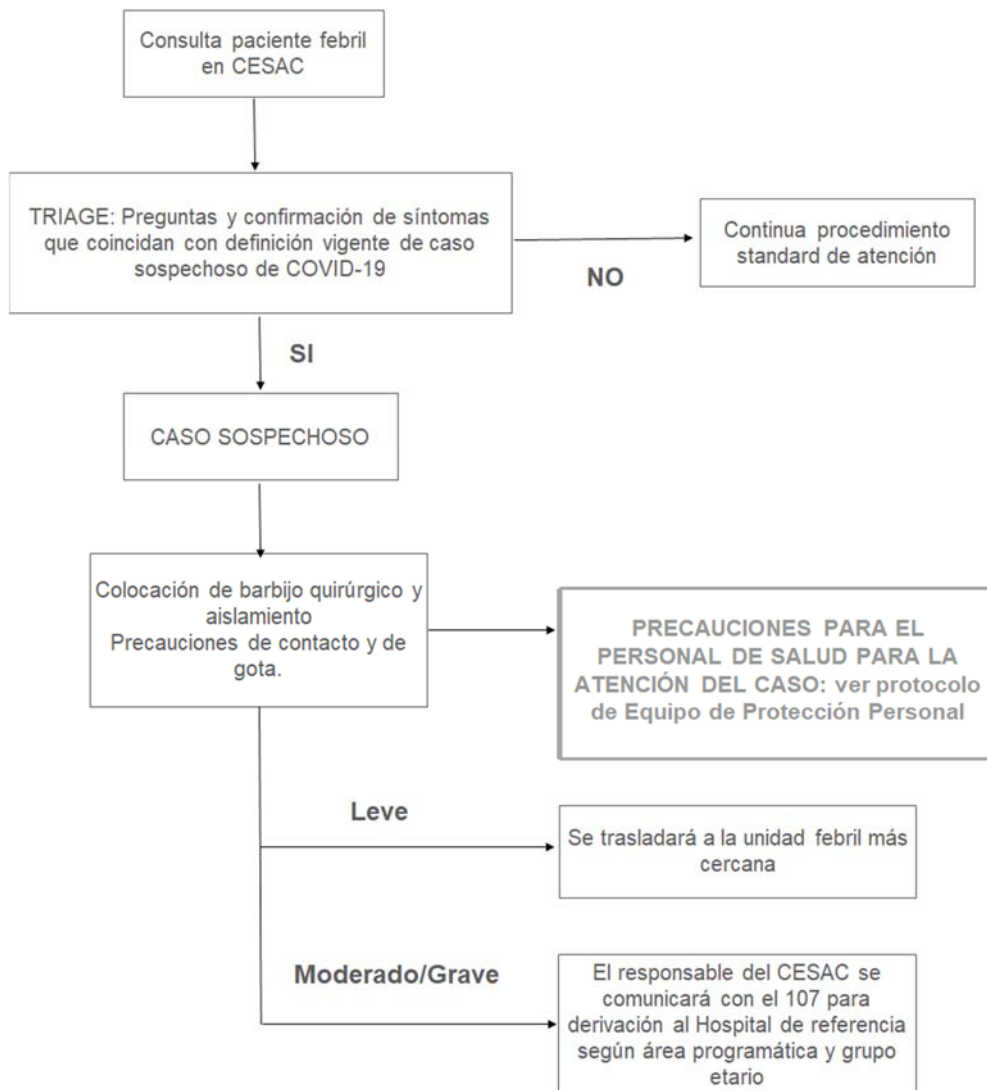 Consulta paciente febril
en CESAC
TRIAGE: Preguntas y confirmación de síntomas
que coincidan con definición vigente de caso
sospechoso de COVID-19
NO
Continua procedimiento
standard de atención
SI
CASO SOSPECHOSO
Colocación de barbijo quirúrgico y
aislamiento
Precauciones de contacto y de
gota.
PRECAUCIONES PARA EL
PERSONAL DE SALUD PARA LA
ATENCIÓN DEL CASO: ver protocolo
de Equipo de Protección Personal
Leve
Se trasladará a la unidad febril más
cercana
Moderado/Grave
El responsable del CESAC se
comunicará con el 107 para
derivación al Hospital de referencia
según área programática y grupo
etario